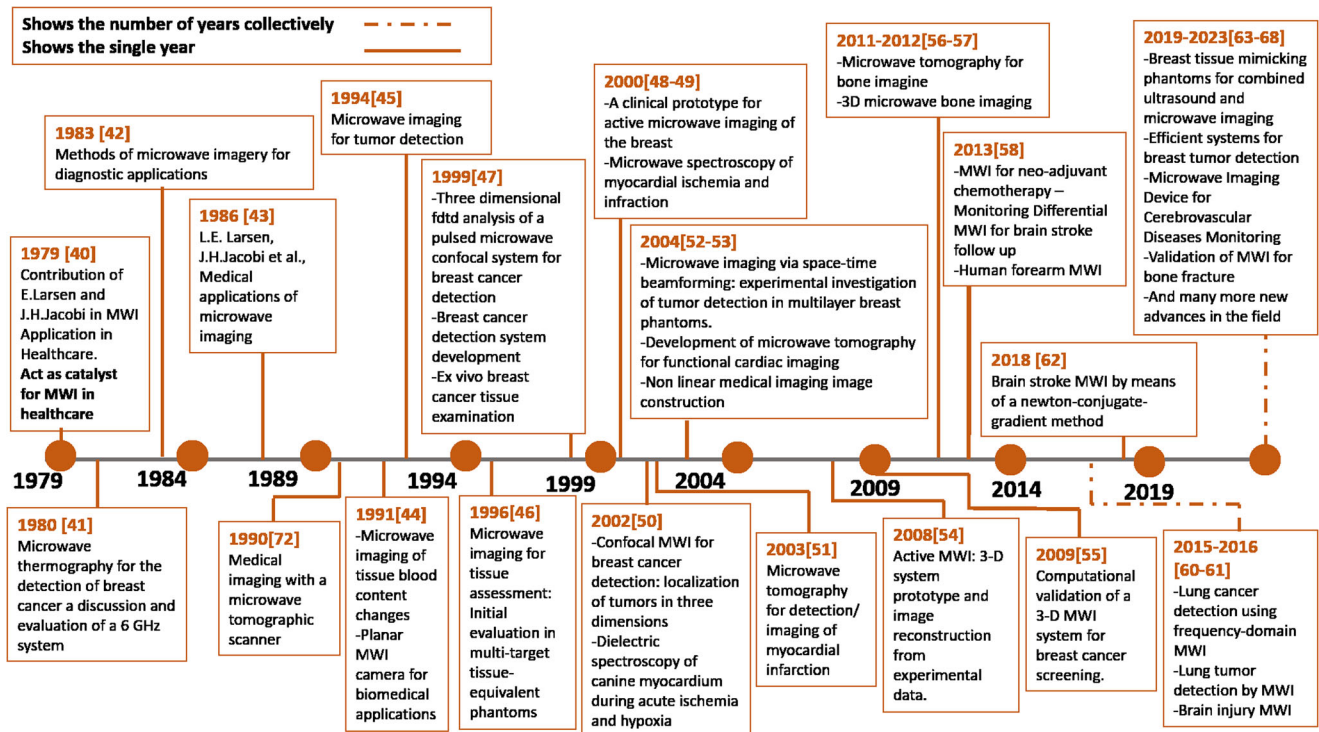 Shows the number of years collectively
Shows the single year
1979 [40]
Contribution of
E.Larsen and
J.H.Jacobi in MWI
Application in
Healthcare.
Act as catalyst
for MWI in
healthcare
1983 [42]
Methods of microwave imagery for
diagnostic applications
1986 [43]
L.E. Larsen,
J.H.Jacobi et al.,
Medical
applications of
microwave
imaging
1994[45]
Microwave imaging
for tumor detection
1999[47]
-Three dimensional
fdtd analysis of a
pulsed microwave
confocal system for
breast cancer
detection
-Breast cancer
detection system
development
-Ex vivo breast
cancer tissue
examination
2000[48-49]
-A clinical prototype for
active microwave imaging of
the breast
-Microwave spectroscopy of
myocardial ischemia and
infraction
2004[52-53]
-Microwave imaging via space-time
beamforming: experimental investigation
of tumor detection in multilayer breast
phantoms.
-Development of microwave tomography
for functional cardiac imaging
-Non linear medical imaging image
construction
2011-2012[56-57]
-Microwave tomography for
bone imagine
-3D microwave bone imaging
2013[58]
-MWI for neo-adjuvant
chemotherapy –
Monitoring Differential
MWI for brain stroke
follow up
-Human forearm MWI
2018 [62]
Brain stroke MWI by means
of a newton-conjugate-
gradient method
2019-2023[63-68]
-Breast tissue mimicking
phantoms for combined
ultrasound and
microwave imaging
-Efficient systems for
breast tumor detection
-Microwave Imaging
Device for
Cerebrovascular
Diseases Monitoring
-Validation of MWI for
bone fracture
-And many more new
advances in the field
1979
1984
1989
1994
1999
2004
2009
2014
2019
1980 [41]
Microwave
thermography for the
detection of breast
cancer a discussion and
evaluation of a 6 GHz
system
1990[72]
Medical
imaging with a
microwave
tomographic
scanner
1991[44]
-Microwave
imaging of
tissue blood
content
changes
-Planar
MWI
camera for
biomedical
applications
1996[46]
Microwave
imaging for
tissue
assessment:
Initial
evaluation in
multi-target
tissue-
equivalent
phantoms
2002[50]
-Confocal MWI for
breast cancer
detection: localization
of tumors in three
dimensions
-Dielectric
spectroscopy of
canine myocardium
during acute ischemia
and hypoxia
2003[51]
Microwave
tomography
for detection/
imaging of
myocardial
infarction
2008[54]
Active MWI: 3-D
system
prototype and
image
reconstruction
from
experimental
data.
2009[55]
Computational
validation of a
3-D MWI
system for
breast cancer
screening.
2015-2016
[60-61]
-Lung cancer
detection using
frequency-domain
MWI
-Lung tumor
detection by MWI
-Brain injury MWI